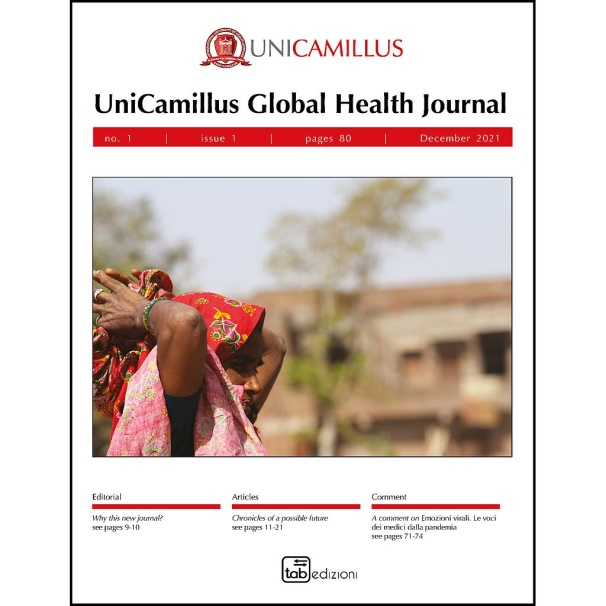 UNICAMILLUS
UniCamillus Global Health Journal
no. 1 | issue 1 | pages 80 | December 2021
Editorial
Why this new journal?
see pages 9-10
Articles
Chronicles of a possible future
see pages 11-21
Comment
A comment on Emozioni virali. Le voci
dei medici dalla pandemia
see pages 71-74
tab edizioni